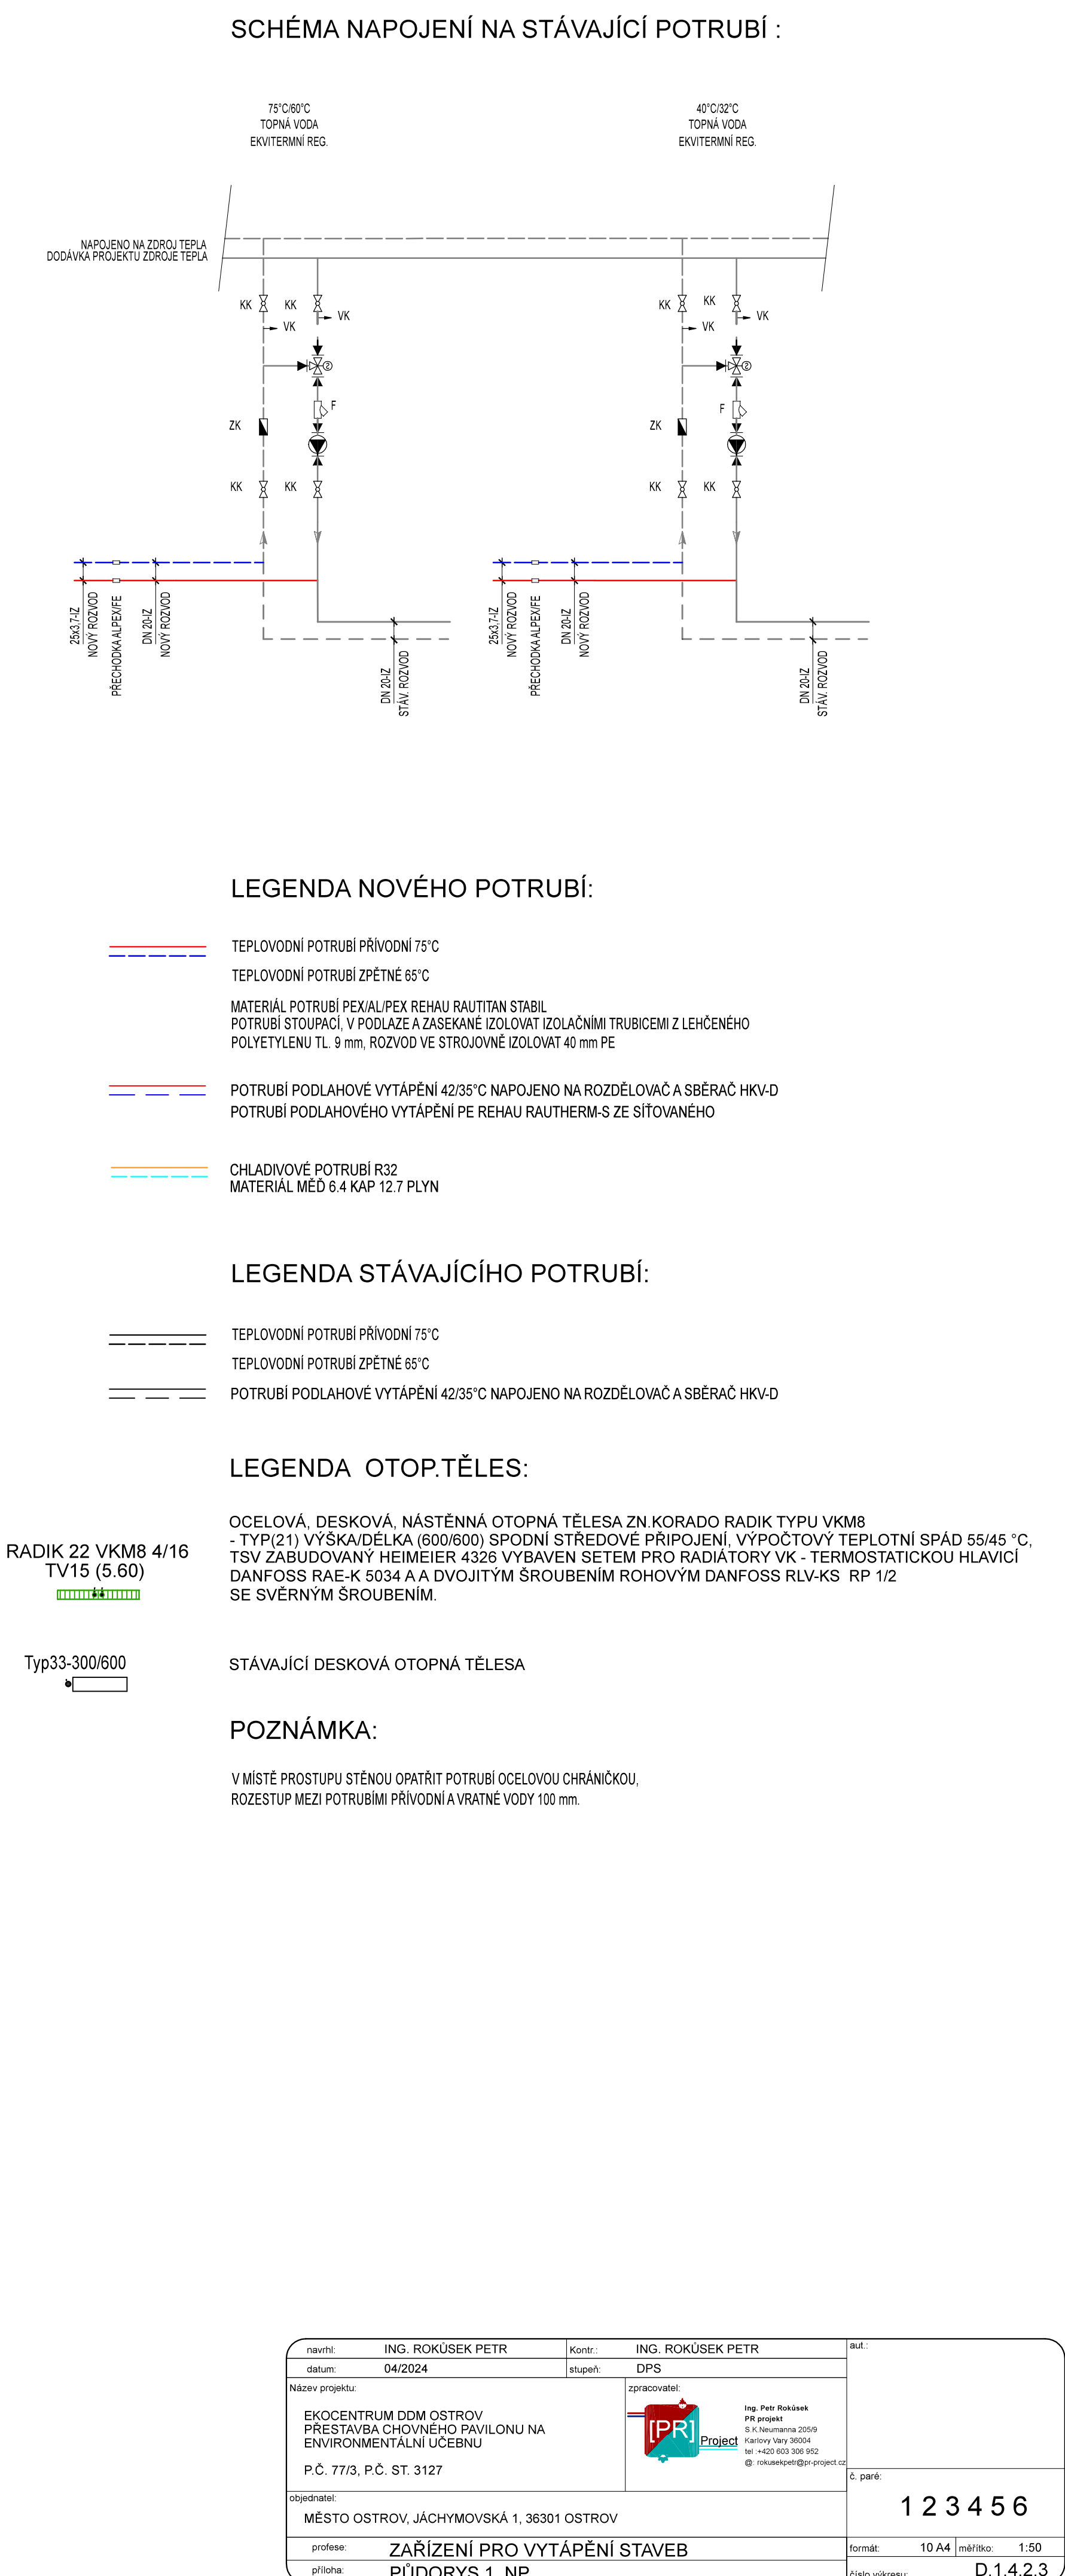 SCHÉMA NAPOJENÍ NA STÁVAJÍCÍ POTRUBÍ :
75°C/60°C
TOPNÁ VODA
EKVITERMNÍ REG.
40°C/32°C
TOPNÁ VODA
EKVITERMNÍ REG.
NAPOJENO NA ZDROJ TEPLA
DODÁVKA PROJEKTU ZDROJE TEPLA
KK
KK
VK
VK
F
ZK
KK
KK
KK
KK
VK
VK
F
ZK
KK
KK
25x3,7-IZ
NOVÝ ROZVOD
PŘECHODKA ALPEX/FE
DN 20-IZ
NOVÝ ROZVOD
DN 20-IZ
STÁV. ROZVOD
25x3,7-IZ
NOVÝ ROZVOD
PŘECHODKA ALPEX/FE
DN 20-IZ
NOVÝ ROZVOD
DN 20-IZ
STÁV. ROZVOD
LEGENDA NOVÉHO POTRUBÍ:
TEPLOVODNÍ POTRUBÍ PŘÍVODNÍ 75°C
TEPLOVODNÍ POTRUBÍ ZPĚTNÉ 65°C
MATERIÁL POTRUBÍ PEX/AL/PEX REHAU RAUTITAN STABIL
POTRUBÍ STOUPACÍ, V PODLAZE A ZASEKANÉ IZOLOVAT IZOLAČNÍMI TRUBICEMI Z LEHČENÉHO
POLYETYLENU TL. 9 mm, ROZVOD VE STROJOVNĚ IZOLOVAT 40 mm PE
POTRUBÍ PODLAHOVÉ VYTÁPĚNÍ 42/35°C NAPOJENO NA ROZDĚLOVAČ A SBĚRAČ HKV-D
POTRUBÍ PODLAHOVÉHO VYTÁPĚNÍ PE REHAU RAUTHERM-S ZE SÍŤOVANÉHO
CHLADIVOVÉ POTRUBÍ R32
MATERIÁL MĚĎ 6.4 KAP 12.7 PLYN
LEGENDA STÁVAJÍCÍHO POTRUBÍ:
TEPLOVODNÍ POTRUBÍ PŘÍVODNÍ 75°C
TEPLOVODNÍ POTRUBÍ ZPĚTNÉ 65°C
POTRUBÍ PODLAHOVÉ VYTÁPĚNÍ 42/35°C NAPOJENO NA ROZDĚLOVAČ A SBĚRAČ HKV-D
LEGENDA OTOP.TĚLES:
RADIK 22 VKM8 4/16
TV15 (5.60)
OCELOVÁ, DESKOVÁ, NÁSTĚNNÁ OTOPNÁ TĚLESA ZN.KORADO RADIK TYPU VKM8
- TYP(21) VÝŠKA/DÉLKA (600/600) SPODNÍ STŘEDOVÉ PŘIPOJENÍ, VÝPOČTOVÝ TEPLOTNÍ SPÁD 55/45 °C,
TSV ZABUDOVANÝ HEIMEIER 4326 VYBAVEN SETEM PRO RADIÁTORY VK - TERMOSTATICKOU HLAVICÍ
DANFOSS RAE-K 5034 A A DVOJITÝM ŠROUBENÍM ROHOVÝM DANFOSS RLV-KS RP 1/2
SE SVĚRNÝM ŠROUBENÍM.
Typ33-300/600
STÁVAJÍCÍ DESKOVÁ OTOPNÁ TĚLESA
POZNÁMKA:
V MÍSTĚ PROSTUPU STĚNOU OPATŘIT POTRUBÍ OCELOVOU CHRÁNIČKOU,
ROZESTUP MEZI POTRUBÍMI PŘÍVODNÍ A VRATNÉ VODY 100 mm.
navrhl: ING. ROKŮSEK PETR
Kontr.: ING. ROKŮSEK PETR
aut.:
datum: 04/2024
stupeň: DPS
Název projektu:
EKOCENTRUM DDM OSTROV
PŘESTAVBA CHOVNÉHO PAVILONU NA
ENVIRONMENTÁLNÍ UČEBNU
P.Č. 77/3, P.Č. ST. 3127
zpracovatel:
[PR]
Project
Ing. Petr Rokůsek
PR projekt
S.K.Neumanna 205/9
Karlovy Vary 36004
tel :+420 603 306 952
@: rokusekpetr@pr-project.cz
č. paré:
1 2 3 4 5 6
objednatel:
MĚSTO OSTROV, JÁCHYMOVSKÁ 1, 36301 OSTROV
profese: ZAŘÍZENÍ PRO VYTÁPĚNÍ STAVEB
formát: 10 A4
měřítko: 1:50
příloha: PŮDORYS 1. NP
číslo výkresu: D.1.4.2.3